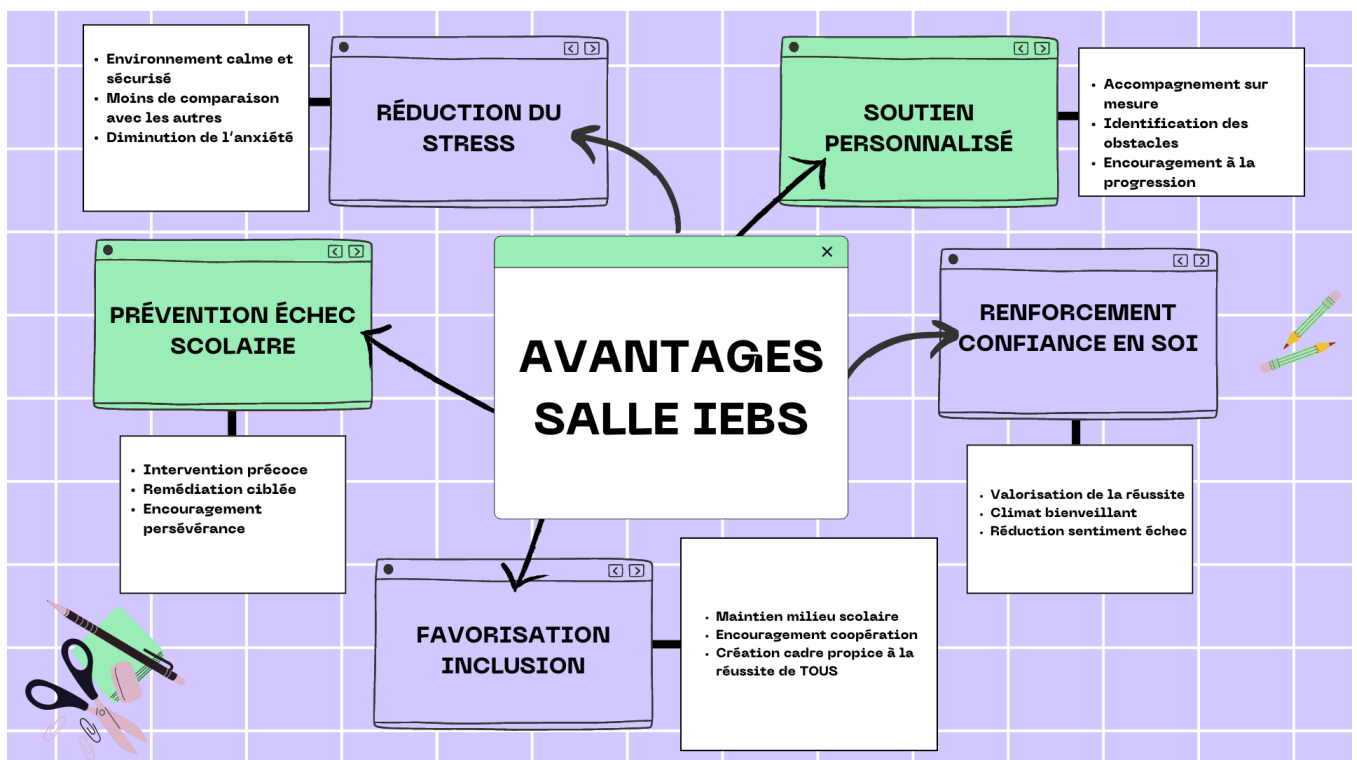 • Environnement calme et
sécurisé
• Moins de comparaison
avec les autres
• Diminution de l'anxiété
RÉDUCTION DU
STRESS
SOUTIEN
PERSONNALISÉ
• Accompagnement sur
mesure
• Identification des
obstacles
• Encouragement à la
progression
PRÉVENTION ÉCHEC
SCOLAIRE
• Intervention précoce
• Remédiation ciblée
• Encouragement
persévérance
AVANTAGES
SALLE IEBS
RENFORCEMENT
CONFIANCE EN SOI
• Valorisation de la réussite
• Climat bienveillant
• Réduction sentiment échec
FAVORISATION
INCLUSION
• Maintien milieu scolaire
• Encouragement coopération
• Création cadre propice à la
réussite de TOUS